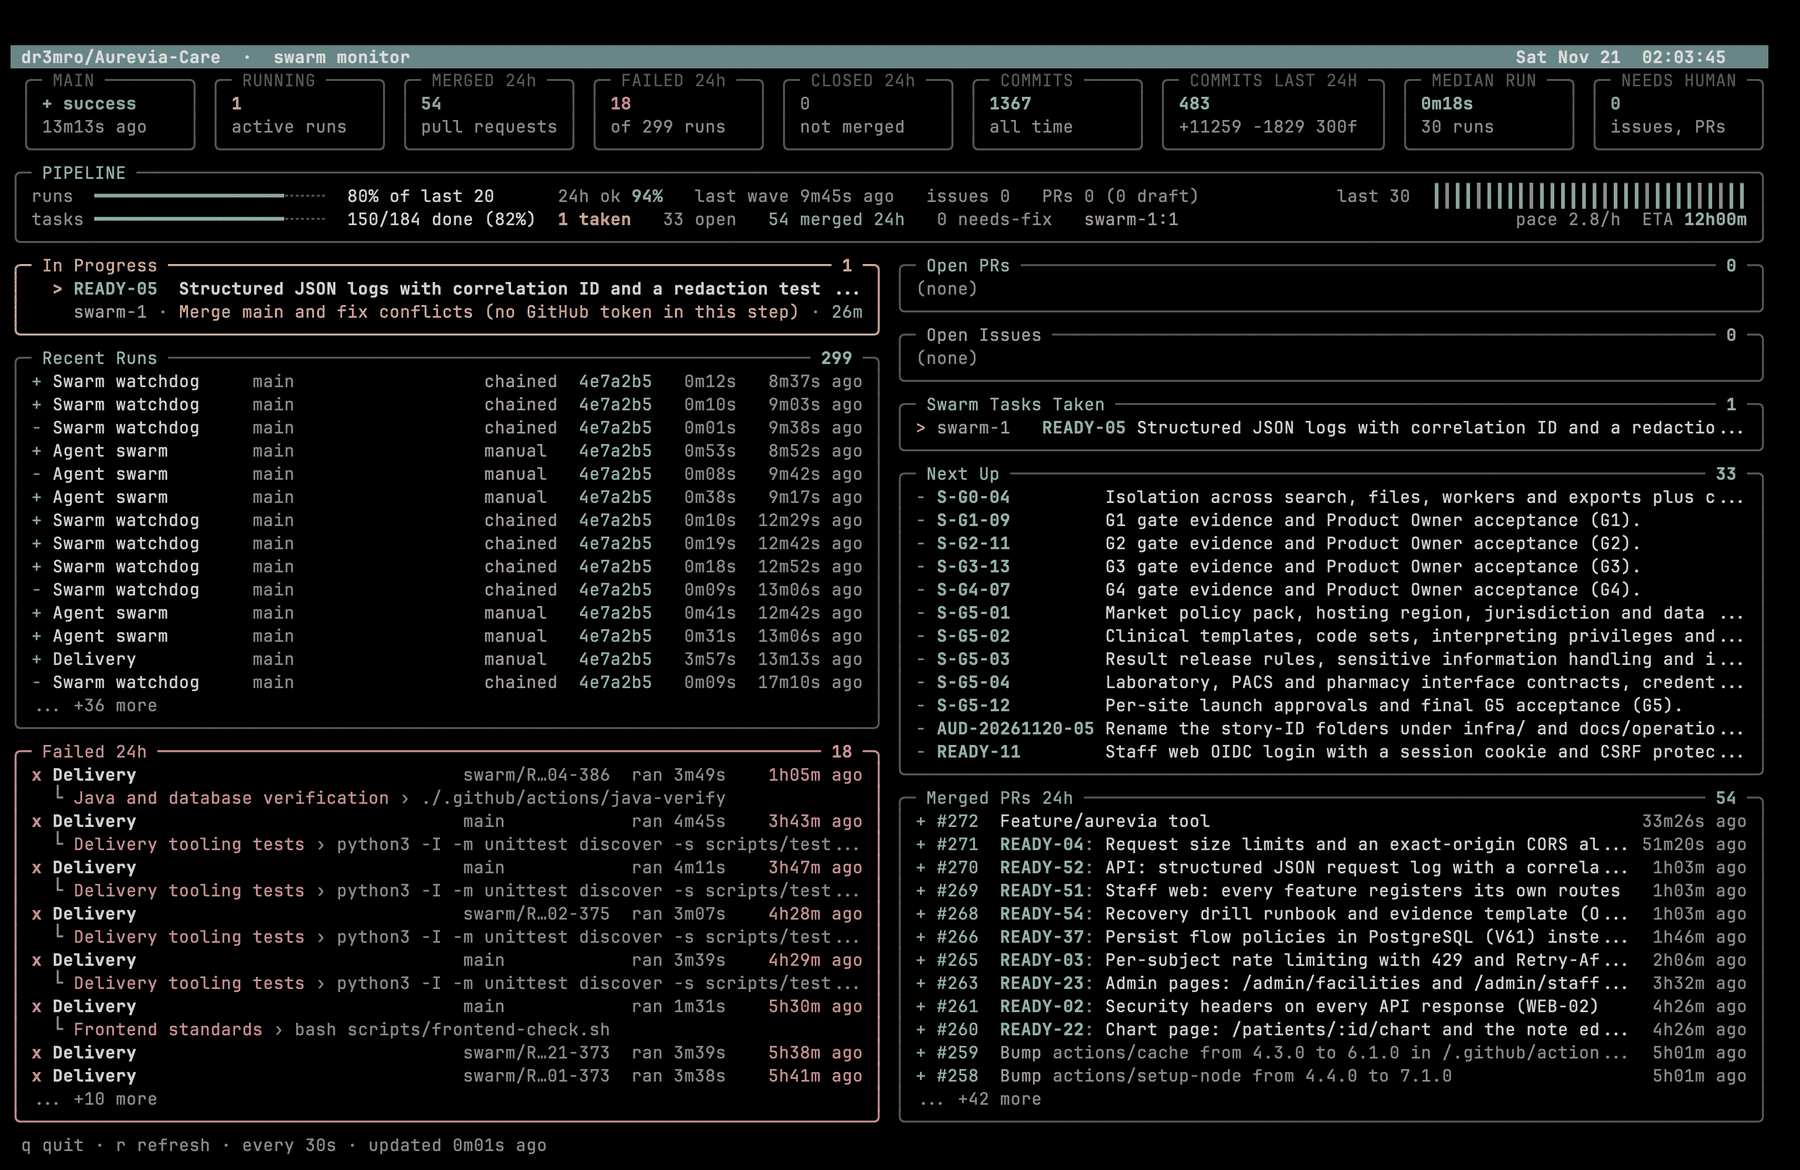 dr3mro/Aurevia-Care · swarm monitor Sat Nov 21 02:03:45
MAIN RUNNING MERGED 24h FAILED 24h CLOSED 24h COMMITS COMMITS LAST 24H MEDIAN RUN NEEDS HUMAN
+ success 1 54 18 0 1367 483 0m18s 0
13m13s ago active runs pull requests of 299 runs not merged all time +11259 -1829 300f 30 runs issues, PRs
PIPELINE
runs 80% of last 20 24h ok 94% last wave 9m45s ago issues 0 PRs 0 (0 draft) last 30
tasks 150/184 done (82%) 1 taken 33 open 54 merged 24h 0 needs-fix swarm-1:1 pace 2.8/h ETA 12h00m
In Progress 1
> READY-05 Structured JSON logs with correlation ID and a redaction test ...
swarm-1 · Merge main and fix conflicts (no GitHub token in this step) · 26m
Recent Runs 299
+ Swarm watchdog main chained 4e7a2b5 0m12s 8m37s ago
+ Swarm watchdog main chained 4e7a2b5 0m10s 9m03s ago
- Swarm watchdog main chained 4e7a2b5 0m01s 9m38s ago
+ Agent swarm main manual 4e7a2b5 0m53s 8m52s ago
- Agent swarm main manual 4e7a2b5 0m08s 9m42s ago
+ Agent swarm main manual 4e7a2b5 0m38s 9m17s ago
+ Swarm watchdog main chained 4e7a2b5 0m10s 12m29s ago
+ Swarm watchdog main chained 4e7a2b5 0m19s 12m42s ago
+ Swarm watchdog main chained 4e7a2b5 0m18s 12m52s ago
- Swarm watchdog main chained 4e7a2b5 0m09s 13m06s ago
+ Agent swarm main manual 4e7a2b5 0m41s 12m42s ago
+ Agent swarm main manual 4e7a2b5 0m31s 13m06s ago
+ Delivery main manual 4e7a2b5 3m57s 13m13s ago
- Swarm watchdog main chained 4e7a2b5 0m09s 17m10s ago
... +36 more
Failed 24h 18
x Delivery swarm/R…04-386 ran 3m49s 1h05m ago
└ Java and database verification › ./.github/actions/java-verify
x Delivery main ran 4m45s 3h43m ago
└ Delivery tooling tests › python3 -I -m unittest discover -s scripts/test...
x Delivery main ran 4m11s 3h47m ago
└ Delivery tooling tests › python3 -I -m unittest discover -s scripts/test...
x Delivery swarm/R…02-375 ran 3m07s 4h28m ago
└ Delivery tooling tests › python3 -I -m unittest discover -s scripts/test...
x Delivery main ran 3m39s 4h29m ago
└ Delivery tooling tests › python3 -I -m unittest discover -s scripts/test...
x Delivery main ran 1m31s 5h30m ago
└ Frontend standards › bash scripts/frontend-check.sh
x Delivery swarm/R…21-373 ran 3m39s 5h38m ago
x Delivery swarm/R…01-373 ran 3m38s 5h41m ago
... +10 more
Open PRs 0
(none)
Open Issues 0
(none)
Swarm Tasks Taken 1
> swarm-1 READY-05 Structured JSON logs with correlation ID and a redactio...
Next Up 33
- S-G0-04 Isolation across search, files, workers and exports plus c...
- S-G1-09 G1 gate evidence and Product Owner acceptance (G1).
- S-G2-11 G2 gate evidence and Product Owner acceptance (G2).
- S-G3-13 G3 gate evidence and Product Owner acceptance (G3).
- S-G4-07 G4 gate evidence and Product Owner acceptance (G4).
- S-G5-01 Market policy pack, hosting region, jurisdiction and data ...
- S-G5-02 Clinical templates, code sets, interpreting privileges and...
- S-G5-03 Result release rules, sensitive information handling and i...
- S-G5-04 Laboratory, PACS and pharmacy interface contracts, credent...
- S-G5-12 Per-site launch approvals and final G5 acceptance (G5).
- AUD-20261120-05 Rename the story-ID folders under infra/ and docs/operatio...
- READY-11 Staff web OIDC login with a session cookie and CSRF protec...
Merged PRs 24h 54
+ #272 Feature/aurevia tool 33m26s ago
+ #271 READY-04: Request size limits and an exact-origin CORS al... 51m20s ago
+ #270 READY-52: API: structured JSON request log with a correla... 1h03m ago
+ #269 READY-51: Staff web: every feature registers its own routes 1h03m ago
+ #268 READY-54: Recovery drill runbook and evidence template (O... 1h03m ago
+ #266 READY-37: Persist flow policies in PostgreSQL (V61) inste... 1h46m ago
+ #265 READY-03: Per-subject rate limiting with 429 and Retry-Af... 2h06m ago
+ #263 READY-23: Admin pages: /admin/facilities and /admin/staff... 3h32m ago
+ #261 READY-02: Security headers on every API response (WEB-02) 4h26m ago
+ #260 READY-22: Chart page: /patients/:id/chart and the note ed... 4h26m ago
+ #259 Bump actions/cache from 4.3.0 to 6.1.0 in /.github/action... 5h01m ago
+ #258 Bump actions/setup-node from 4.4.0 to 7.1.0 5h01m ago
... +42 more
q quit · r refresh · every 30s · updated 0m01s ago